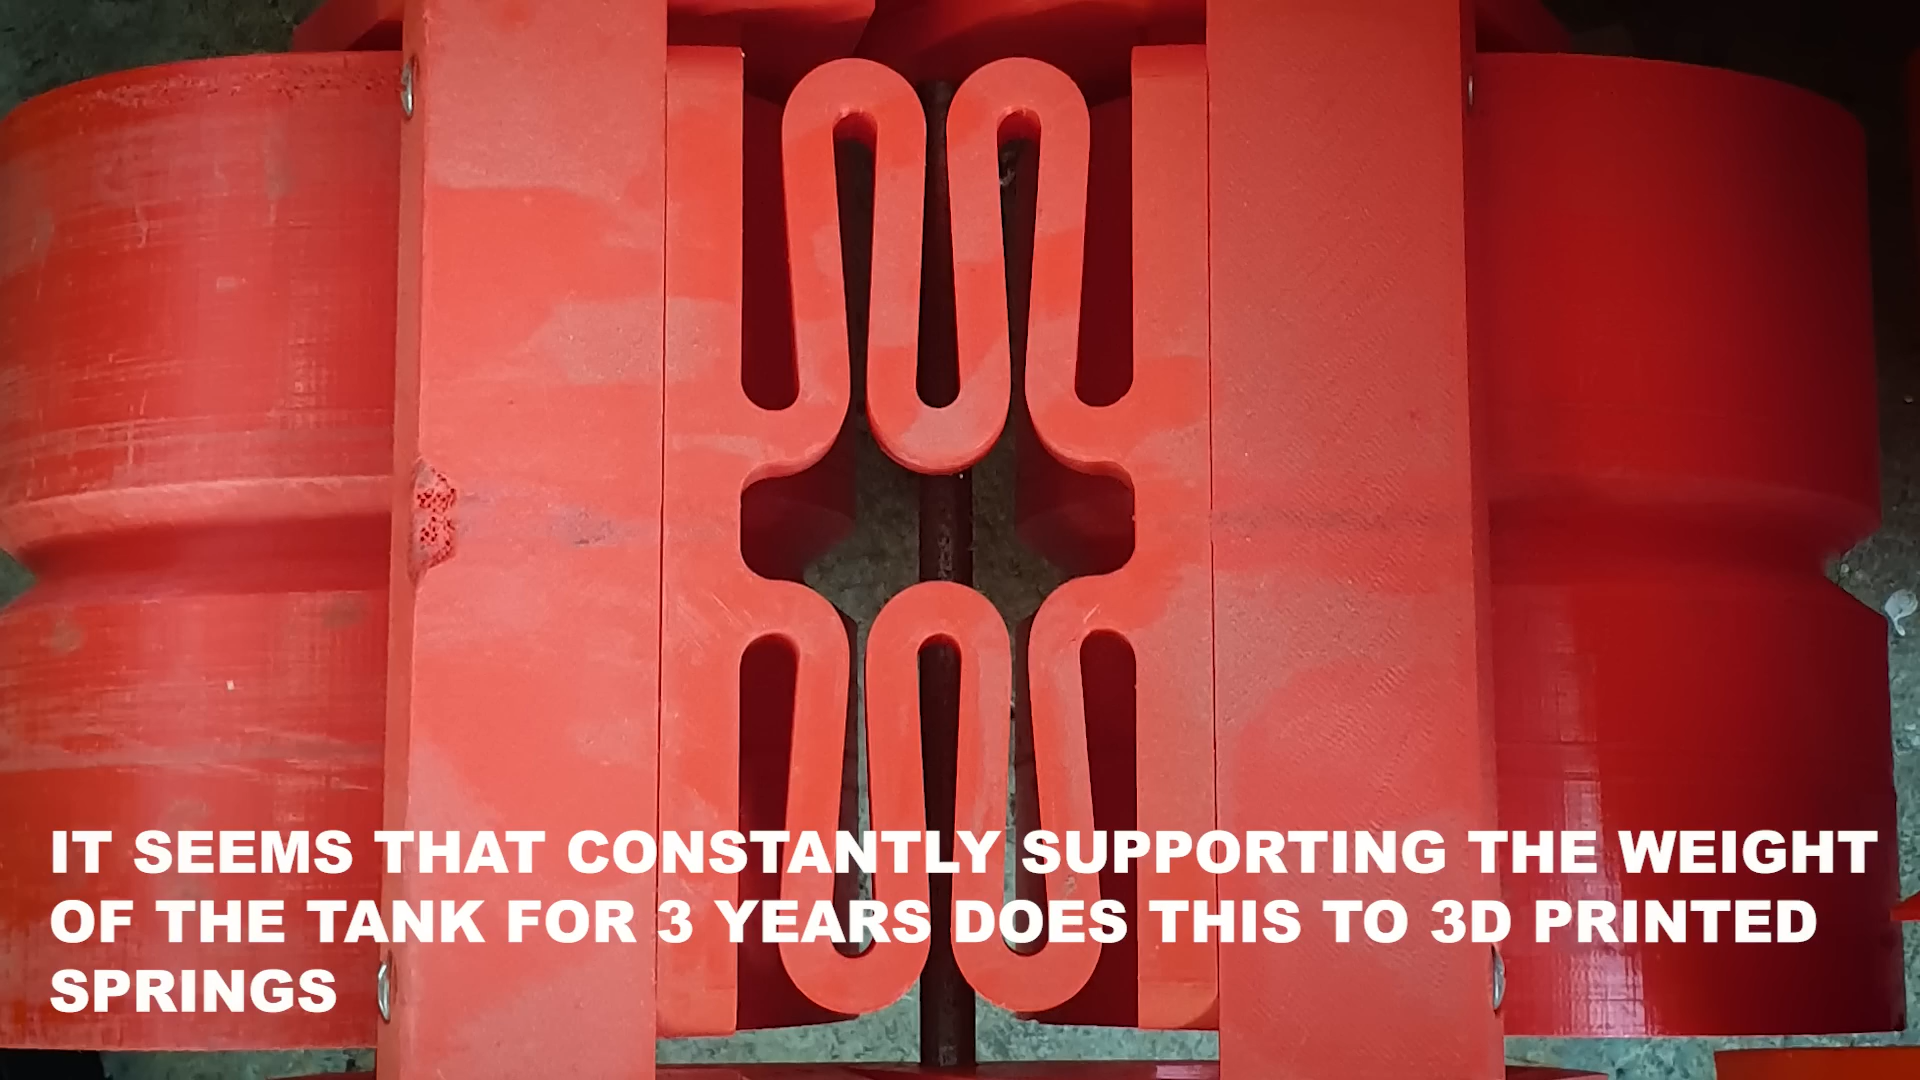 IT SEEMS THAT CONSTANTLY SUPPORTING THE WEIGHT
OF THE TANK FOR 3 YEARS DOES THIS TO 3D PRINTED
SPRINGS